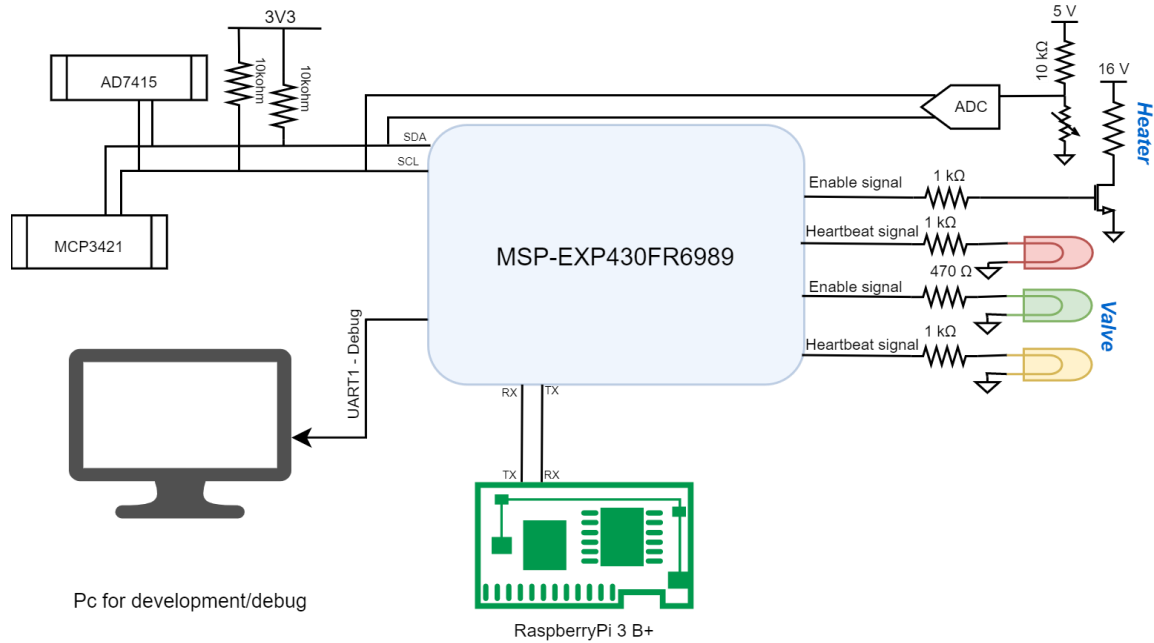 3V3
5 V
AD7415
10kohm
10kohm
10 kΩ
16 V
ADC
Heater
SDA
SCL
MCP3421
Enable signal
1 kΩ
Heartbeat signal
1 kΩ
MSP-EXP430FR6989
470 Ω
Enable signal
Valve
Heartbeat signal
1 kΩ
UART1 - Debug
RX
TX
TX
RX
Pc for development/debug
RaspberryPi 3 B+